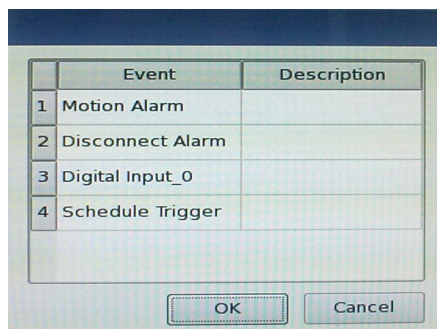 Event Description
1 Motion Alarm
2 Disconnect Alarm
3 Digital Input_0
4 Schedule Trigger
OK Cancel